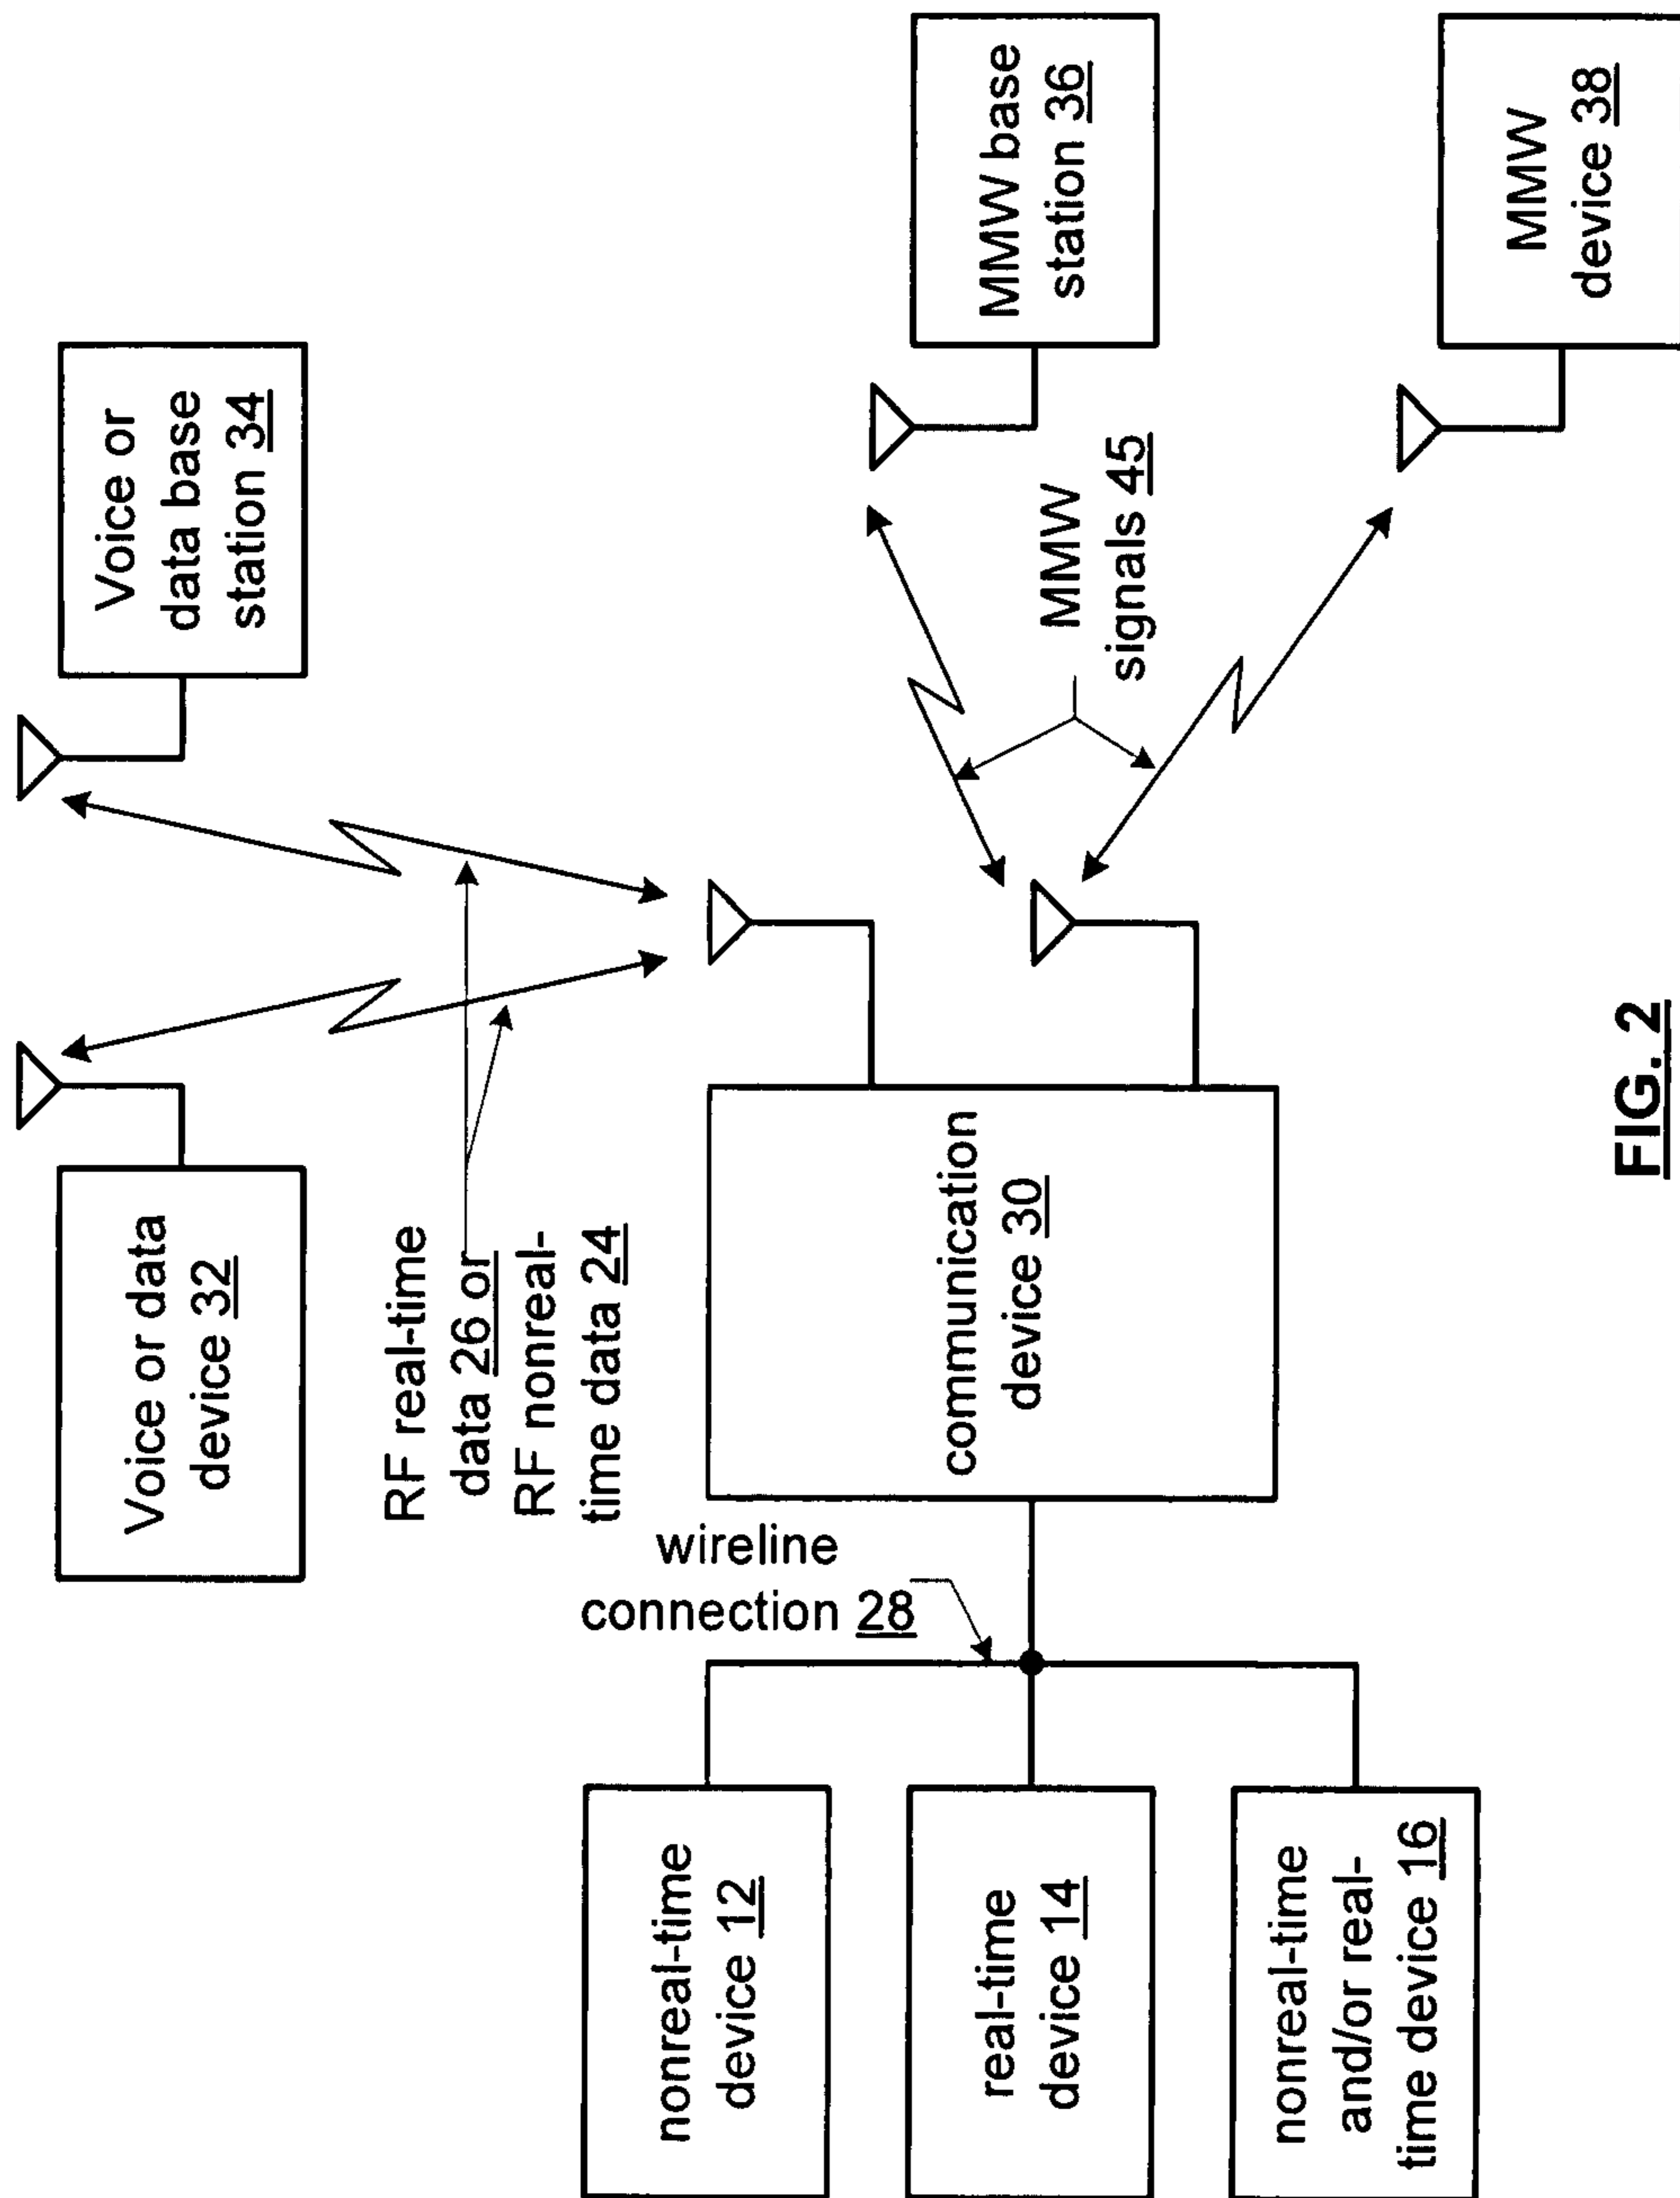 Voice or data
device 32
Voice or
data base
station 34
RF real-time
data 26 or
RF nonreal-
time data 24
wireline
connection 28
communication
device 30
MMW
signals 45
MMW base
station 36
MMW
device 38
nonreal-time
device 12
real-time
device 14
nonreal-time
and/or real-
time device 16
FIG. 2